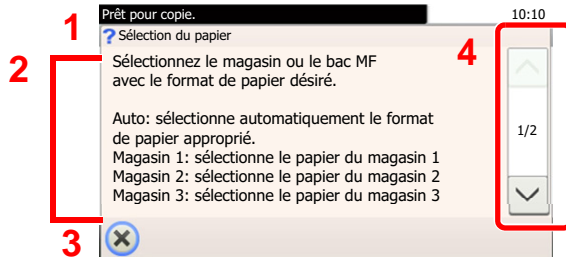 Prêt pour copie.
10:10
1
? Sélection du papier
2
4
Sélectionnez le magasin ou le bac MF
avec le format de papier désiré.
Auto: sélectionne automatiquement le format
de papier approprié.
1/2
Magasin 1: sélectionne le papier du magasin 1
Magasin 2: sélectionne le papier du magasin 2
Magasin 3: sélectionne le papier du magasin 3
3